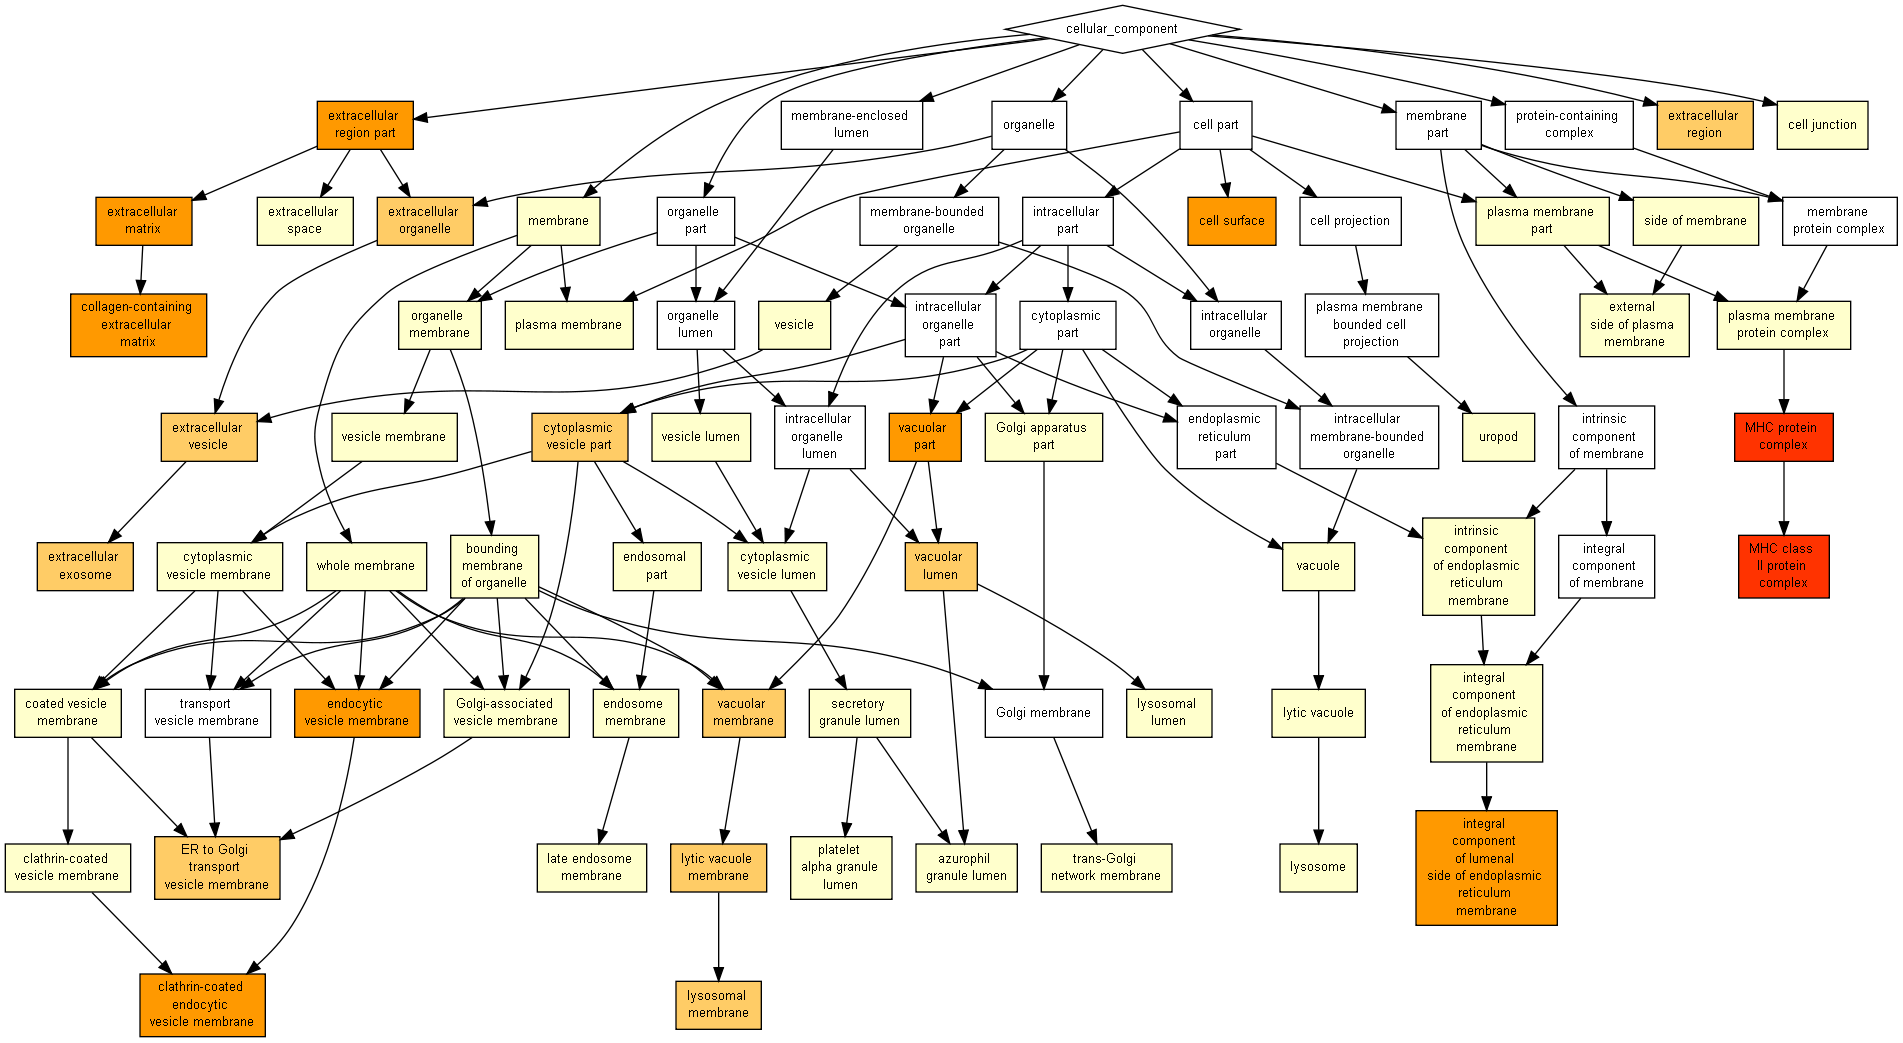 cellular_component
extracellular
region part
membrane-enclosed
lumen
organelle
cell part
membrane
part
protein-containing
complex
extracellular
region
cell junction
extracellular
matrix
extracellular
space
extracellular
organelle
membrane
organelle
part
membrane-bounded
organelle
intracellular
part
cell surface
cell projection
plasma membrane
part
side of membrane
membrane
protein complex
collagen-containing
extracellular
matrix
organelle
membrane
plasma membrane
organelle
lumen
vesicle
intracellular
organelle
part
cytoplasmic
part
intracellular
organelle
plasma membrane
bounded cell
projection
external
side of plasma
membrane
plasma membrane
protein complex
extracellular
vesicle
vesicle membrane
cytoplasmic
vesicle part
vesicle lumen
intracellular
organelle
lumen
vacuolar
part
Golgi apparatus
part
endoplasmic
reticulum
part
intracellular
membrane-bounded
organelle
uropod
intrinsic
component
of membrane
MHC protein
complex
extracellular
exosome
cytoplasmic
vesicle membrane
whole membrane
bounding
membrane
of organelle
endosomal
part
cytoplasmic
vesicle lumen
vacuolar
lumen
vacuole
intrinsic
component
of endoplasmic
reticulum
membrane
integral
component
of membrane
MHC class
II protein
complex
coated vesicle
membrane
transport
vesicle membrane
endocytic
vesicle membrane
Golgi-associated
vesicle membrane
endosome
membrane
vacuolar
membrane
secretory
granule lumen
Golgi membrane
lysosomal
lumen
lytic vacuole
integral
component
of endoplasmic
reticulum
membrane
clathrin-coated
vesicle membrane
ER to Golgi
transport
vesicle membrane
late endosome
membrane
lytic vacuole
membrane
platelet
alpha granule
lumen
azurophil
granule lumen
trans-Golgi
network membrane
lysosome
integral
component
of lumenal
side of endoplasmic
reticulum
membrane
clathrin-coated
endocytic
vesicle membrane
lysosomal
membrane